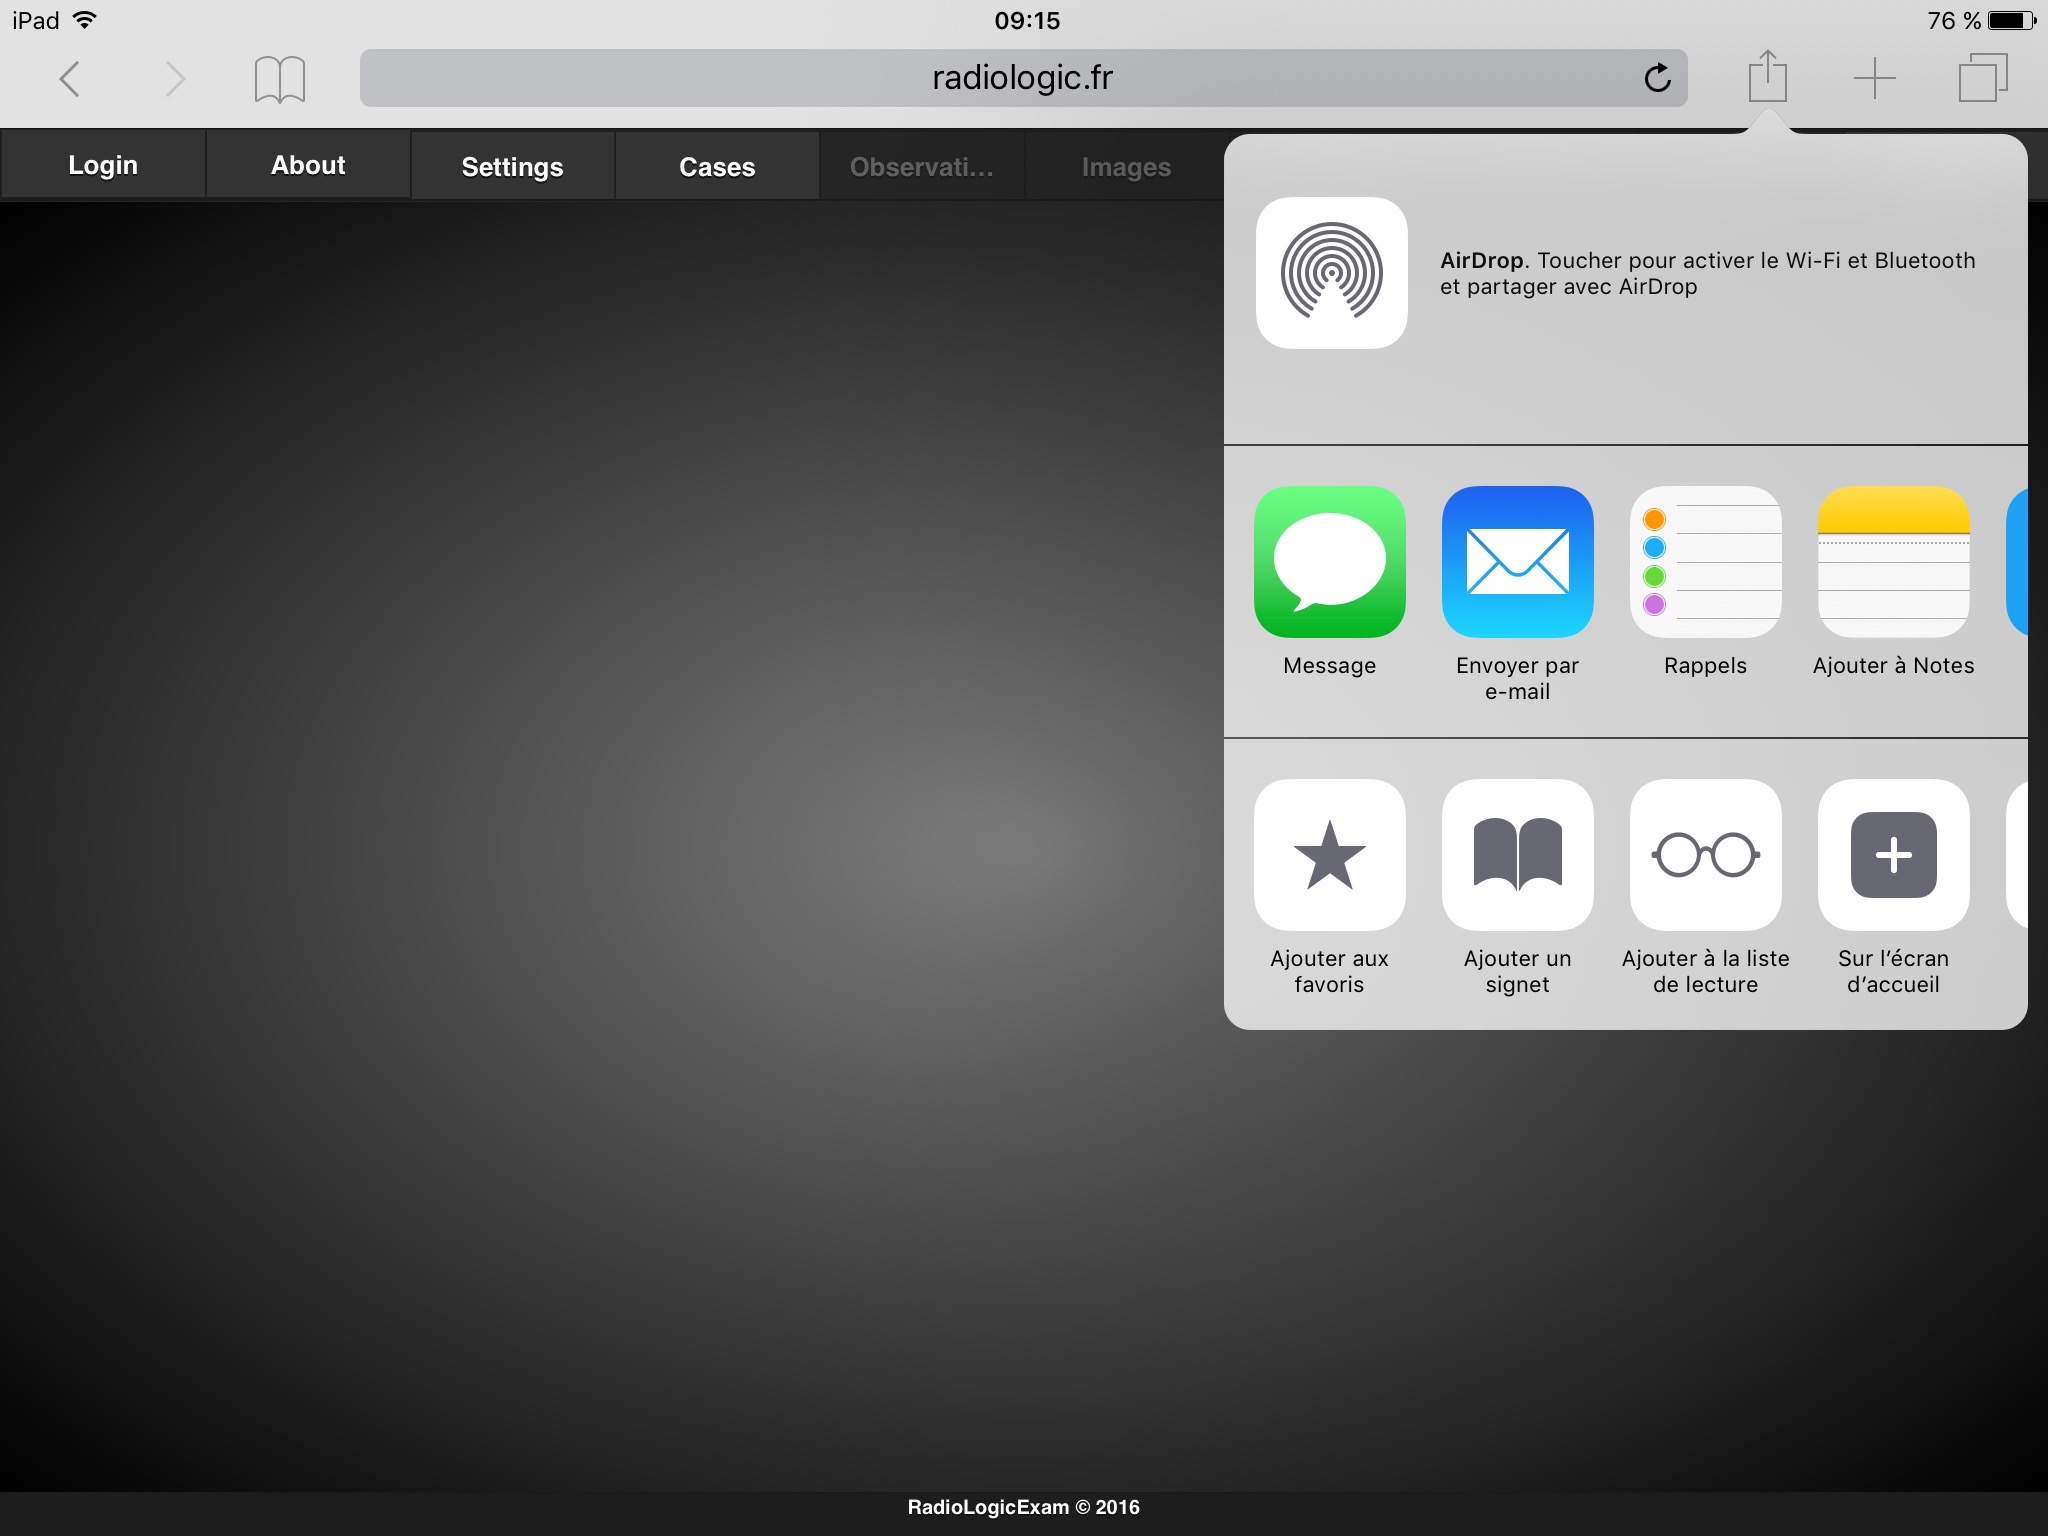 iPad
09:15
76 %
radiologic.fr
Login
About
Settings
Cases
Observati...
Images
AirDrop. Toucher pour activer le Wi-Fi et Bluetooth
et partager avec AirDrop
Message
Envoyer par
e-mail
Rappels
Ajouter à Notes
Ajouter aux
favoris
Ajouter un
signet
Ajouter à la liste
de lecture
Sur l’écran
d’accueil
RadioLogicExam © 2016